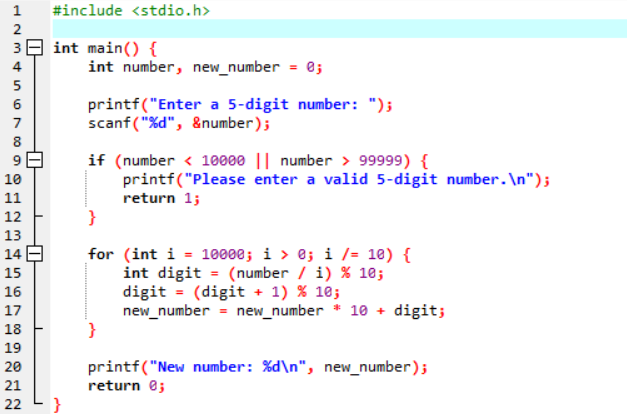 1 #include <stdio.h>
2
3 int main() {
4     int number, new_number = 0;
5
6     printf("Enter a 5-digit number: ");
7     scanf("%d", &number);
8
9     if (number < 10000 || number > 99999) {
10         printf("Please enter a valid 5-digit number.\n");
11         return 1;
12     }
13
14     for (int i = 10000; i > 0; i /= 10) {
15         int digit = (number / i) % 10;
16         digit = (digit + 1) % 10;
17         new_number = new_number * 10 + digit;
18     }
19
20     printf("New number: %d\n", new_number);
21     return 0;
22 }